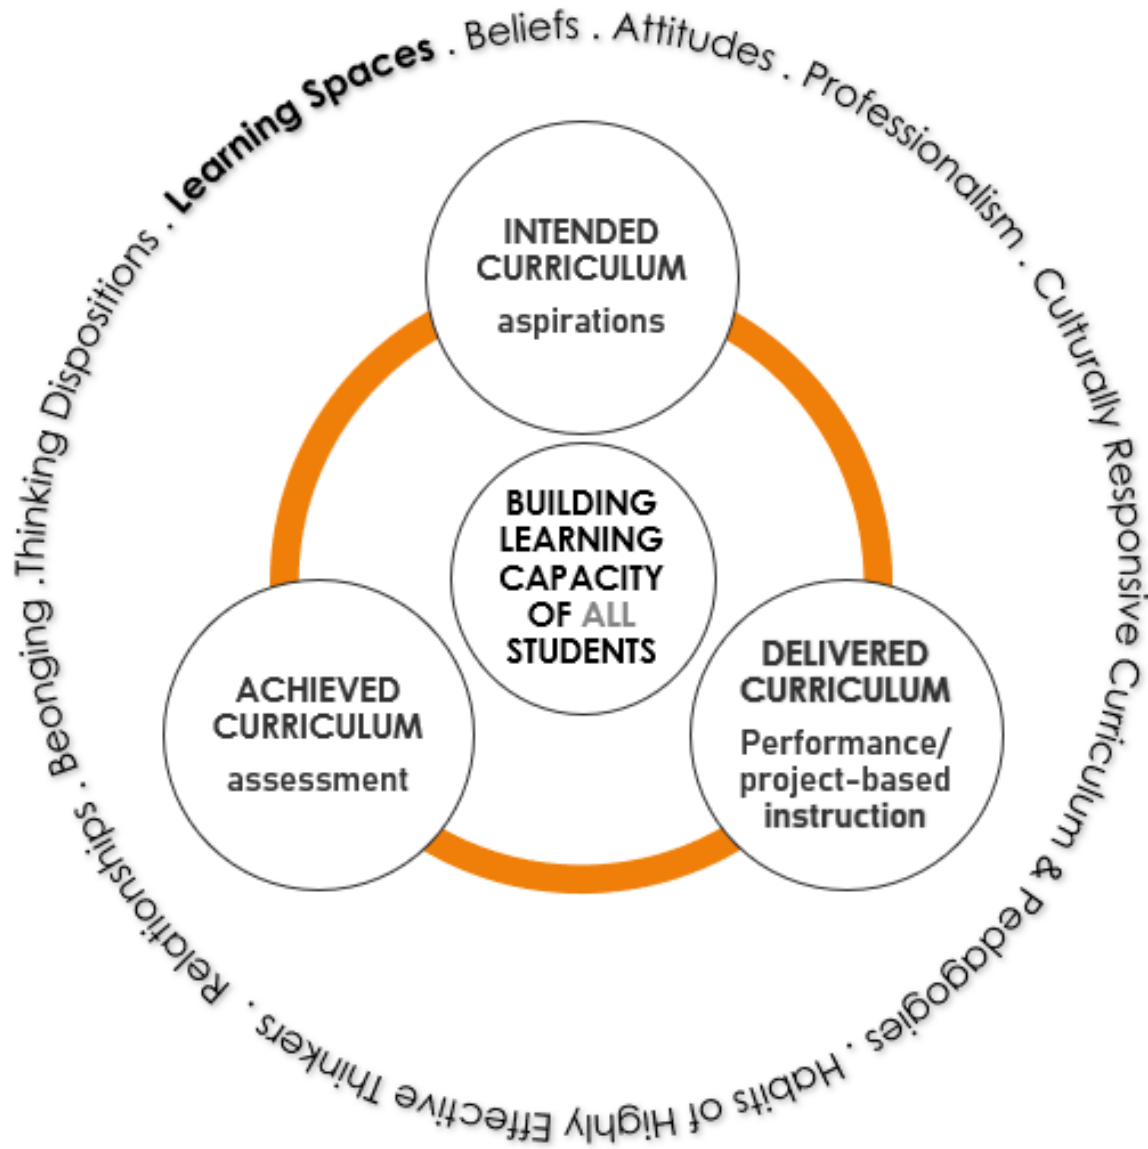 Learning Spaces . Beliefs . Attitudes . Professionalism . Culturally Responsive Curriculum & Pedagogies . Habits of Highly Effective Thinkers . Relationships . Beonging .Thinking Dispositions .
INTENDED
CURRICULUM
aspirations
BUILDING
LEARNING
CAPACITY
OF ALL
STUDENTS
ACHIEVED
CURRICULUM
assessment
DELIVERED
CURRICULUM
Performance/
project-based
instruction